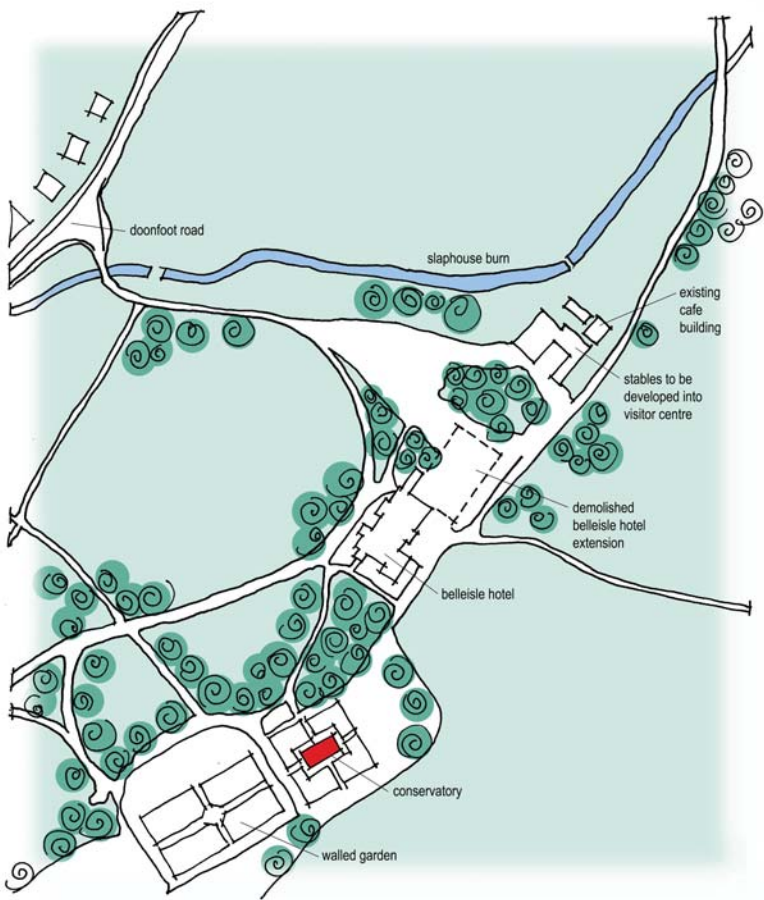 doonfoot road
slaphouse burn
existing
cafe
building
stables to be
developed into
visitor centre
demolished
belleisle hotel
extension
belleisle hotel
conservatory
walled garden